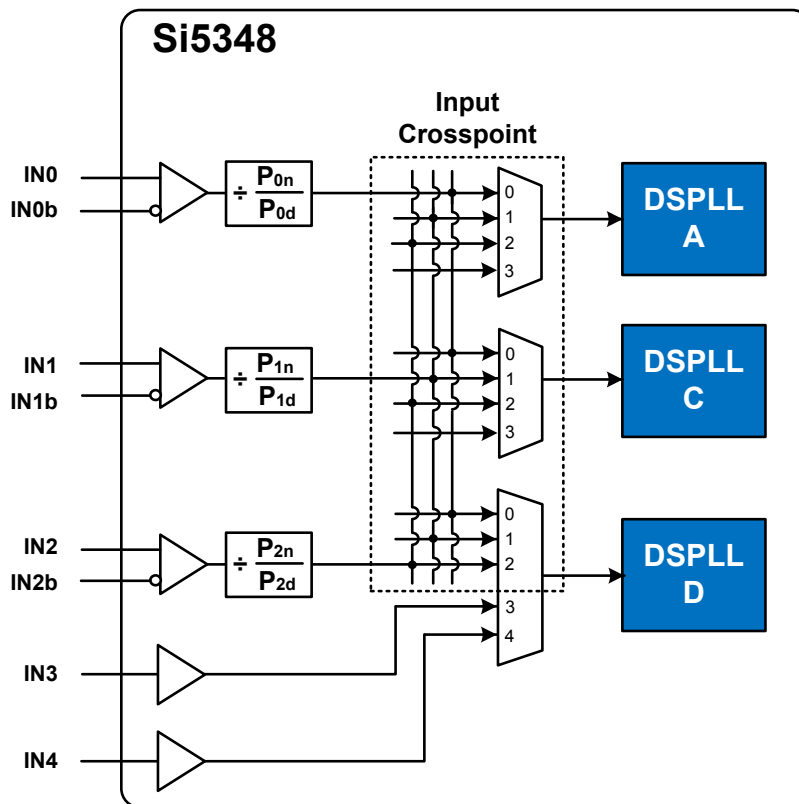 Si5348
Input
Crosspoint
IN0
IN0b
÷ P0n
P0d
0
1
2
3
DSPLL
A
IN1
IN1b
÷ P1n
P1d
0
1
2
3
DSPLL
C
IN2
IN2b
÷ P2n
P2d
0
1
2
3
4
DSPLL
D
IN3
IN4